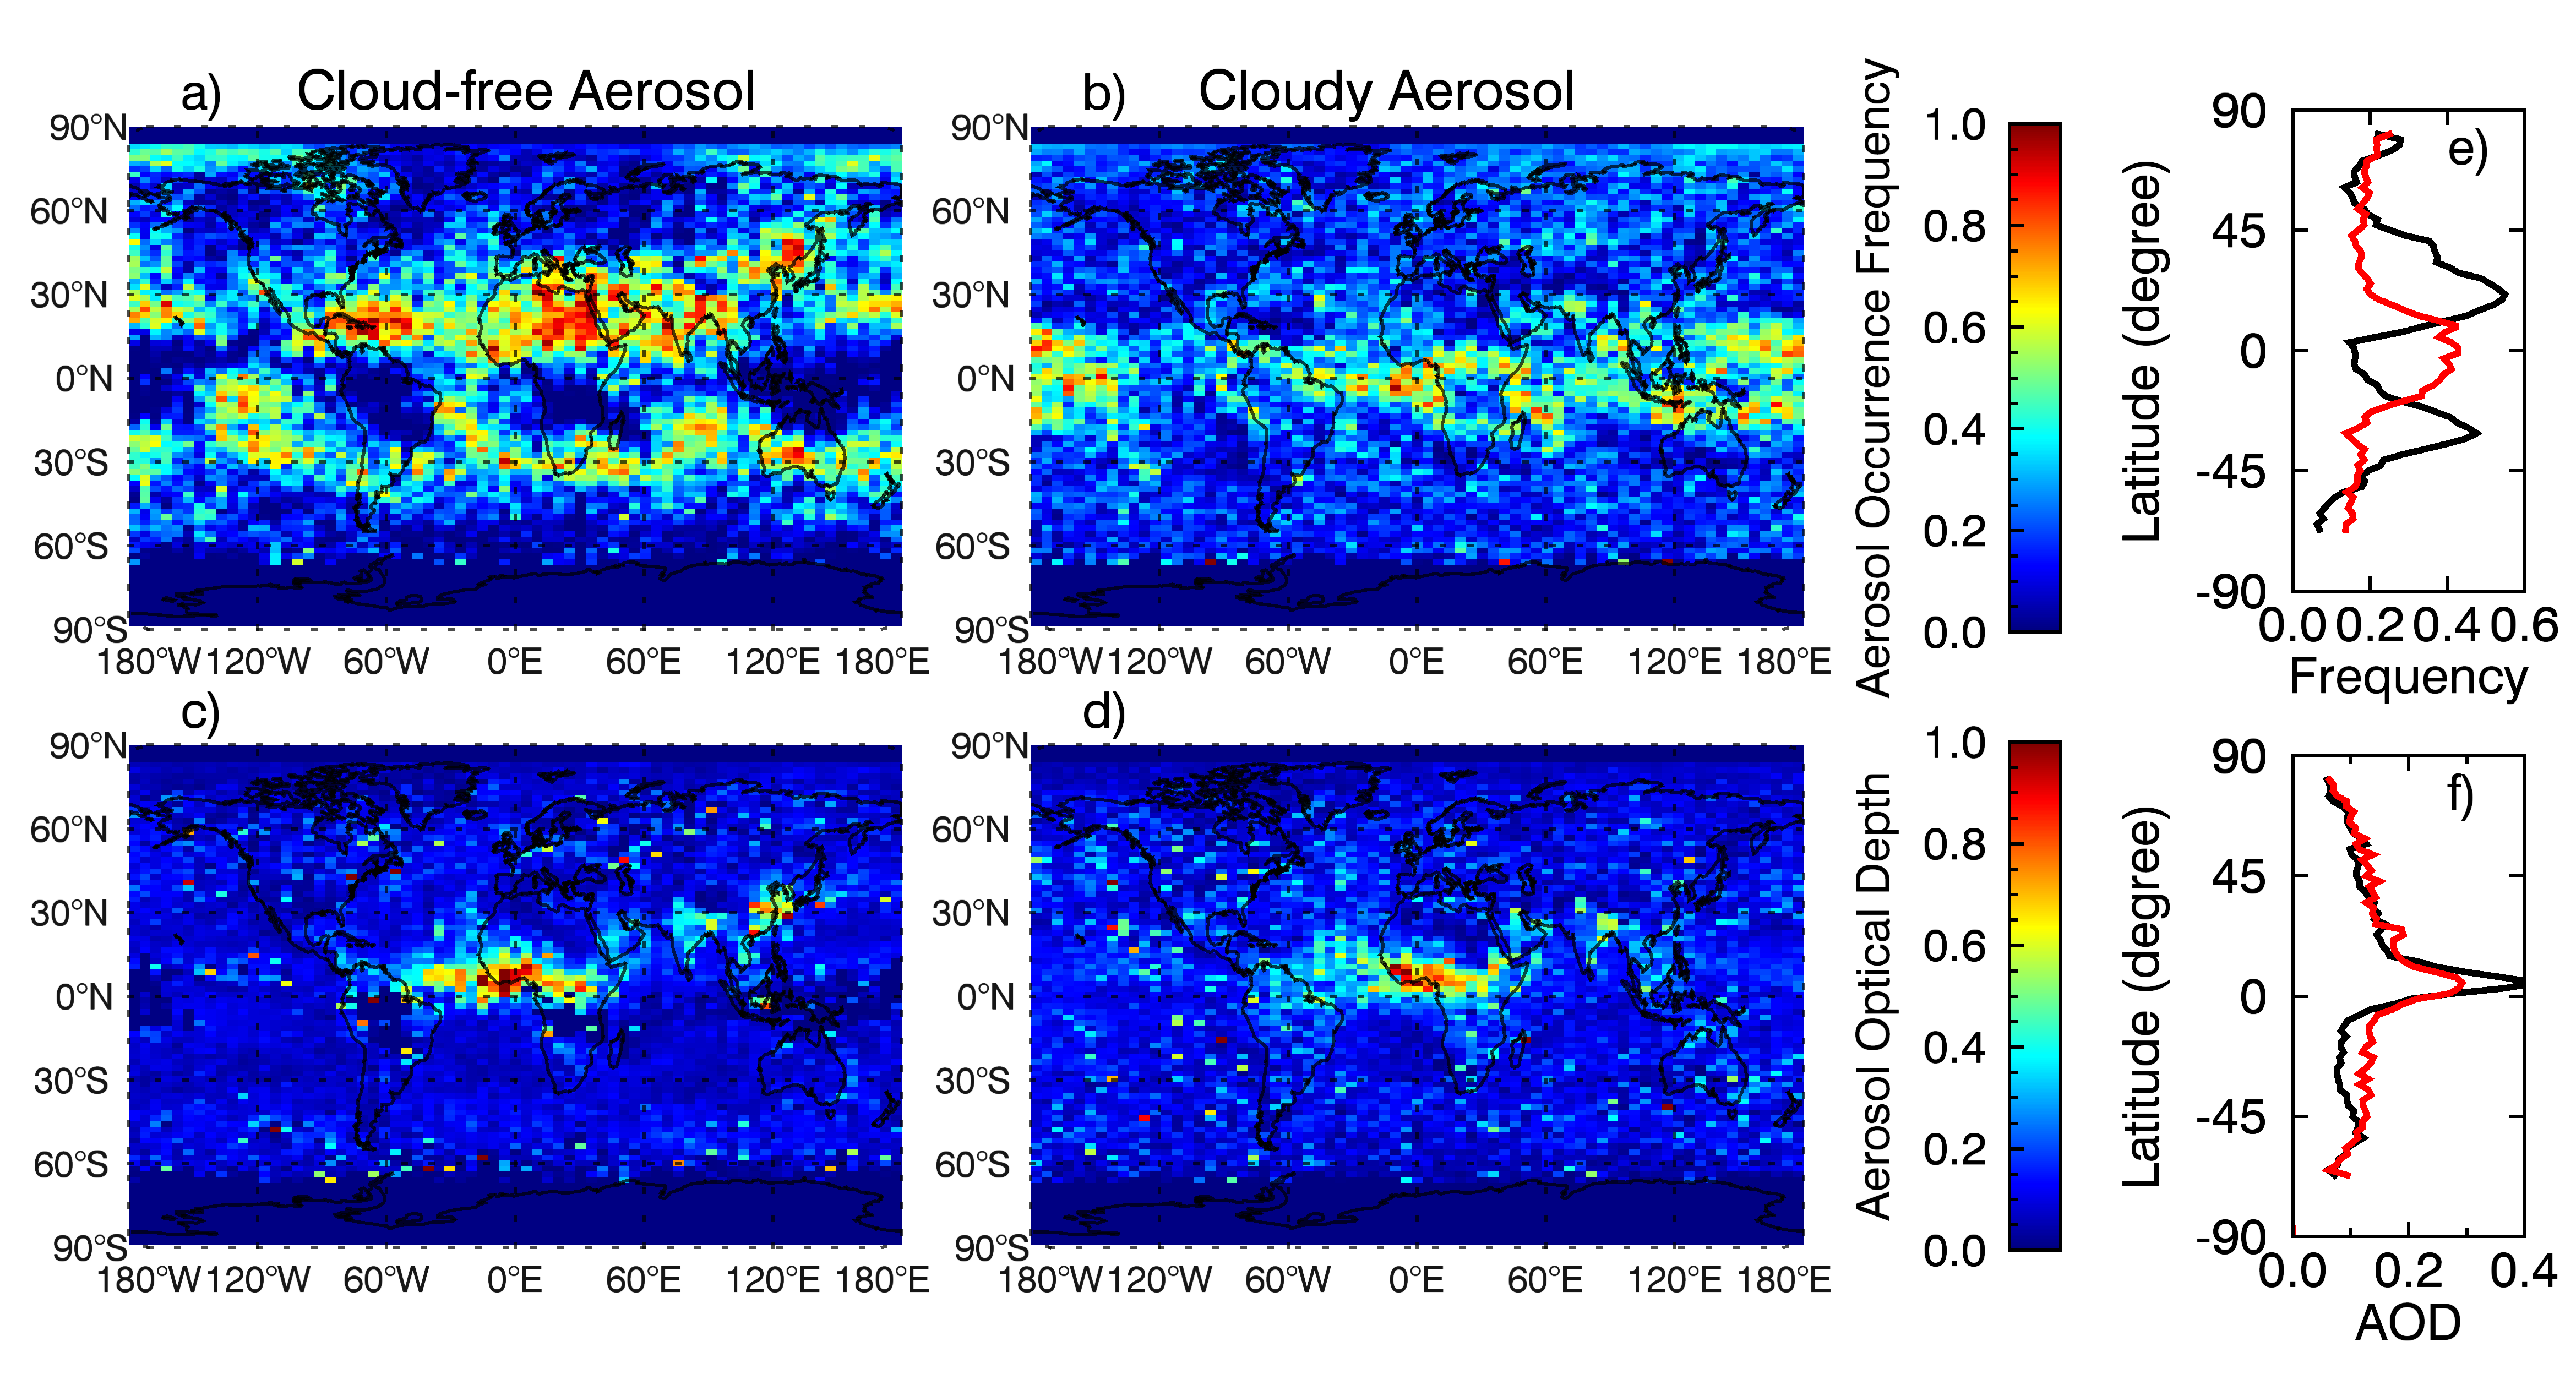 a) Cloud-free Aerosol
b) Cloudy Aerosol
90°N
60°N
30°N
0°N
30°S
60°S
90°S
180°W 120°W 60°W 0°E 60°E 120°E 180°E
90°N
60°N
30°N
0°N
30°S
60°S
90°S
180°W 120°W 60°W 0°E 60°E 120°E 180°E
Aerosol Occurrence Frequency
1.0
0.8
0.6
0.4
0.2
0.0
Latitude (degree)
90
45
0
-45
-90
e)
0.0 0.2 0.4 0.6
Frequency
c)
d)
90°N
60°N
30°N
0°N
30°S
60°S
90°S
180°W 120°W 60°W 0°E 60°E 120°E 180°E
90°N
60°N
30°N
0°N
30°S
60°S
90°S
180°W 120°W 60°W 0°E 60°E 120°E 180°E
Aerosol Optical Depth
1.0
0.8
0.6
0.4
0.2
0.0
Latitude (degree)
90
45
0
-45
-90
f)
0.0 0.2 0.4
AOD